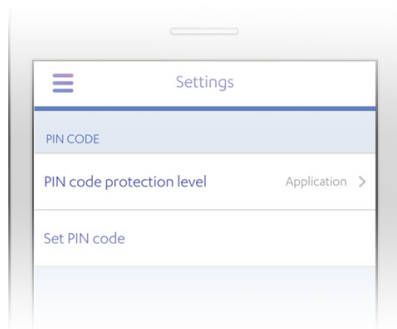 Settings
PIN CODE
PIN code protection level Application
Set PIN code